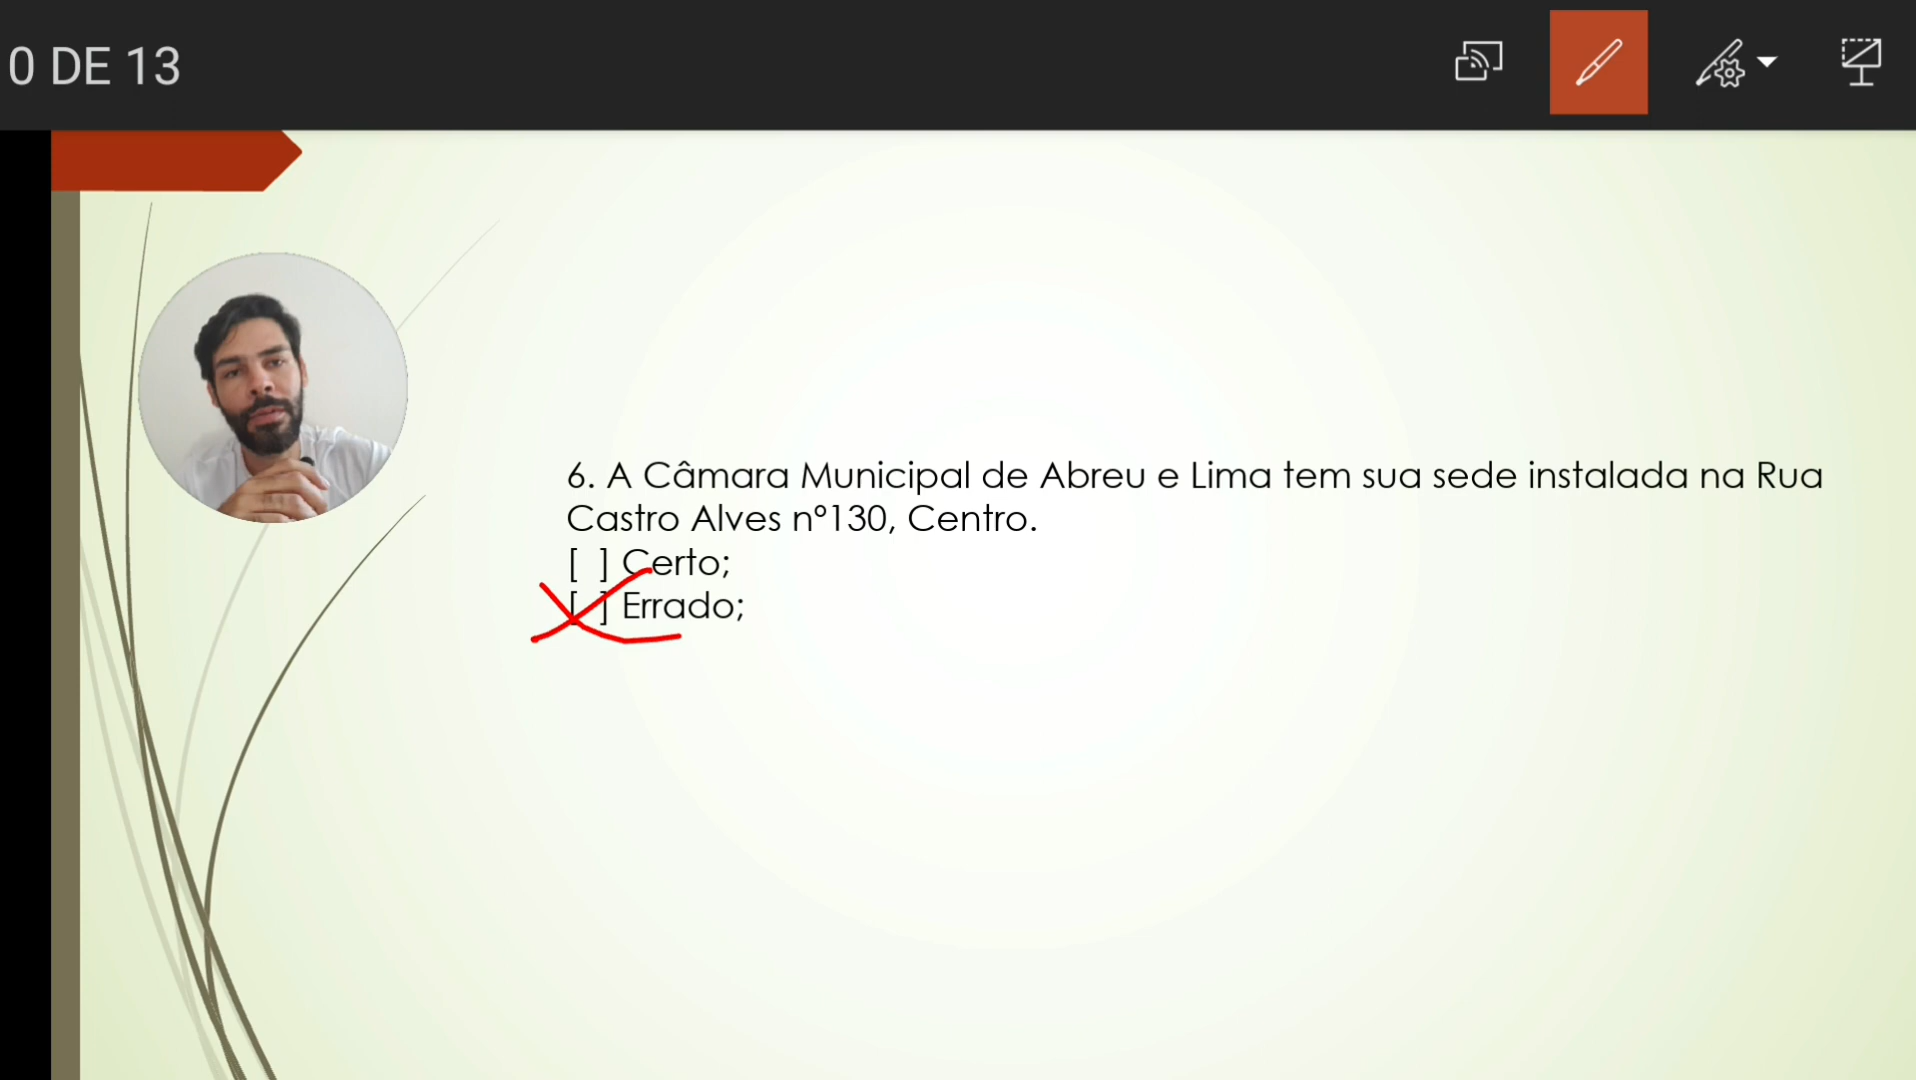 0 DE 13
6. A Câmara Municipal de Abreu e Lima tem sua sede instalada na Rua
Castro Alves nº130, Centro.
[ ] Certo;
[ ] Errado;